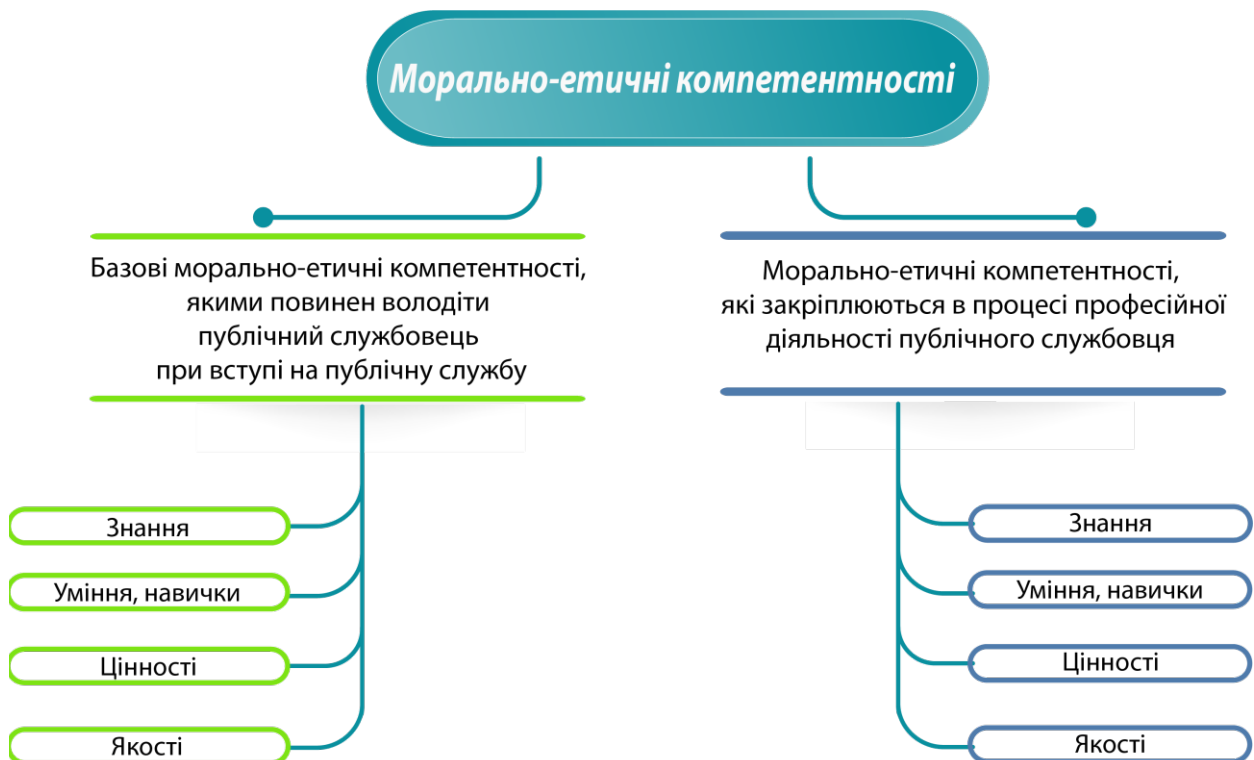 Морально-етичні компетентності
Базові морально-етичні компетентності,
якими повинен володіти
публічний службовець
при вступі на публічну службу
Знання
Уміння, навички
Цінності
Якості
Морально-етичні компетентності,
які закріплюються в процесі професійної
діяльності публічного службовця
Знання
Уміння, навички
Цінності
Якості